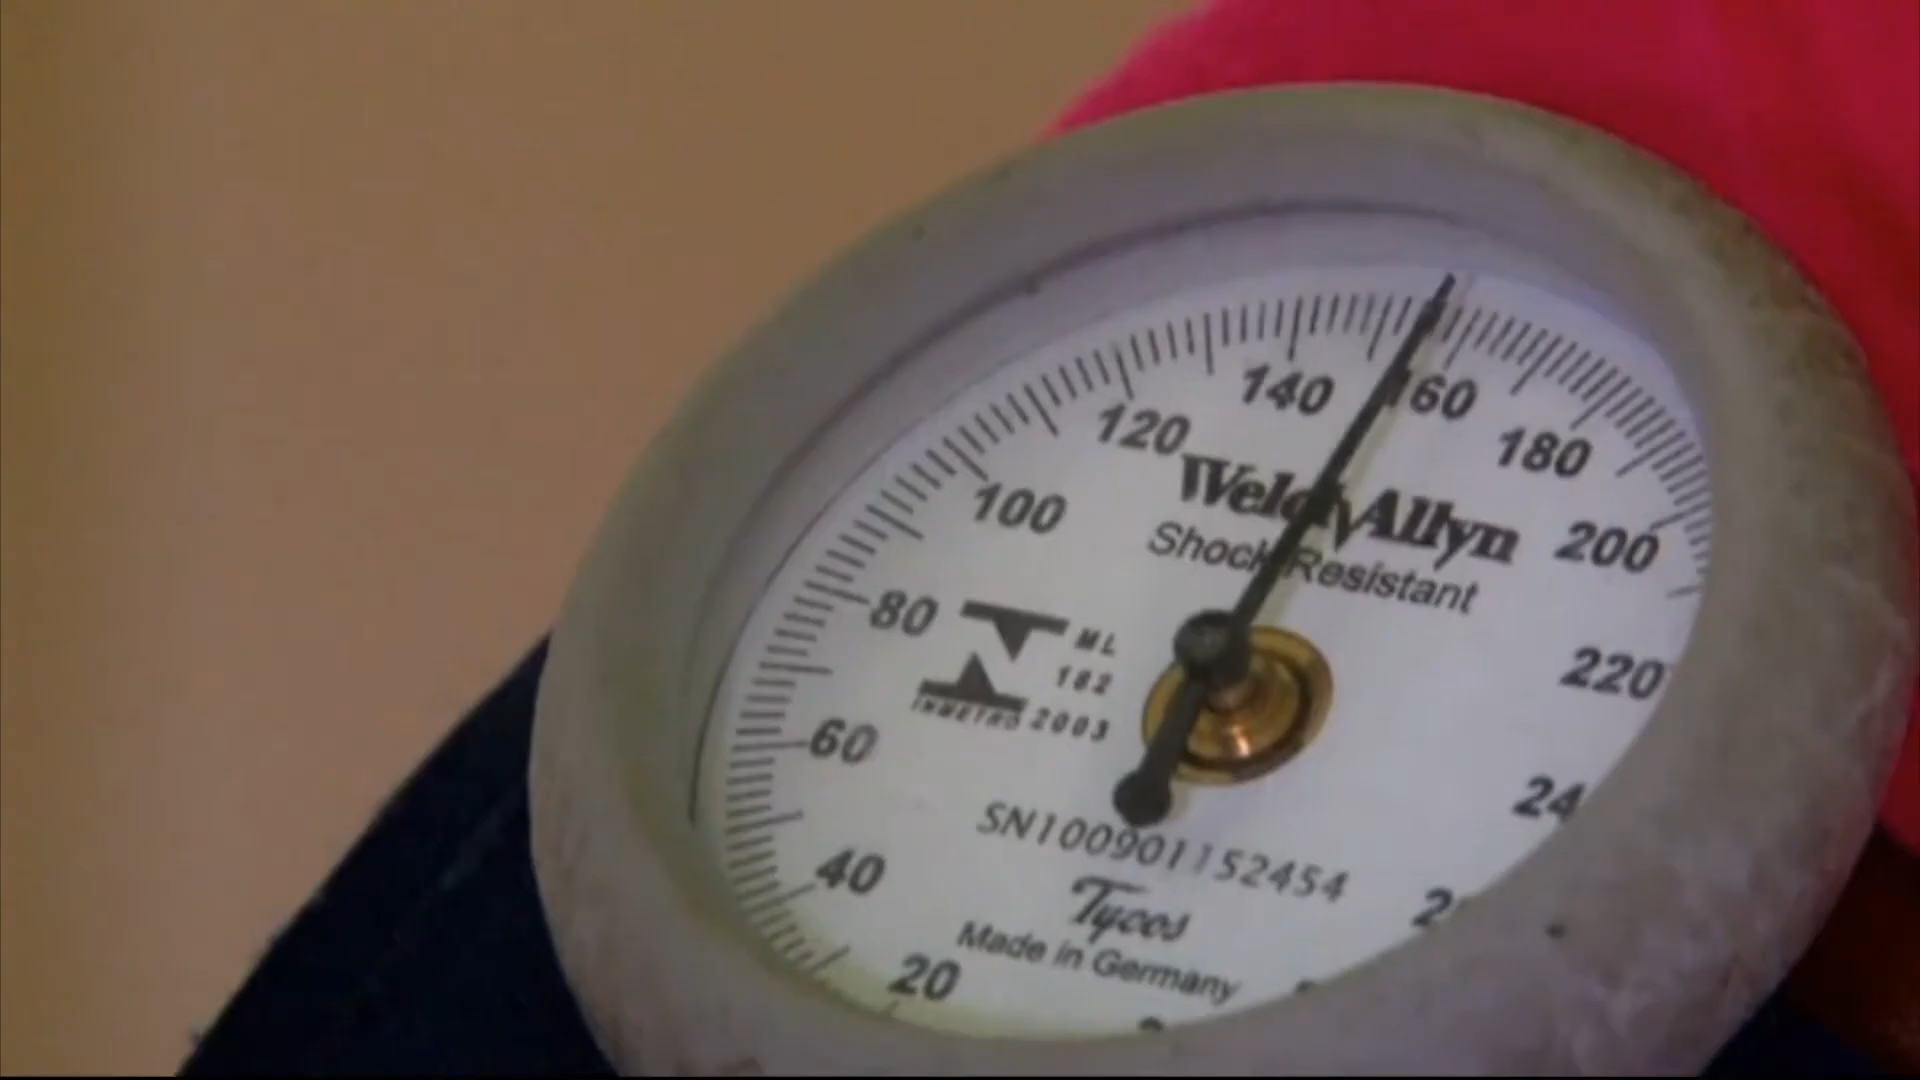 140
160
120
180
Welch Allyn
Shock Resistant
100
200
80
ML
182
220
INMETRO 2003
60
SN100901152454
40
Tycos
Made in Germany
20